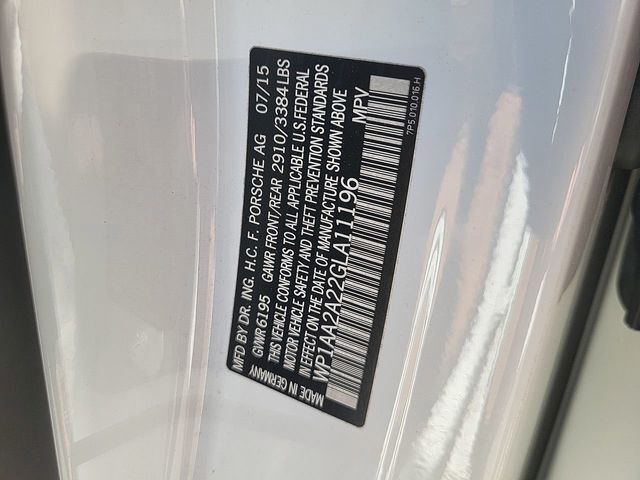 MFD BY DR. ING. H.C. F. PORSCHE AG 07/15
GVWR 6195 GAWR FRONT/REAR 2910/3384 LBS
THIS VEHICLE CONFORMS TO ALL APPLICABLE U.S. FEDERAL
MOTOR VEHICLE SAFETY AND THEFT PREVENTION STANDARDS
IN EFFECT ON THE DATE OF MANUFACTURE SHOWN ABOVE
WP1AA2A22GLA11196 MPV
MADE IN GERMANY
7P5.010.016.H